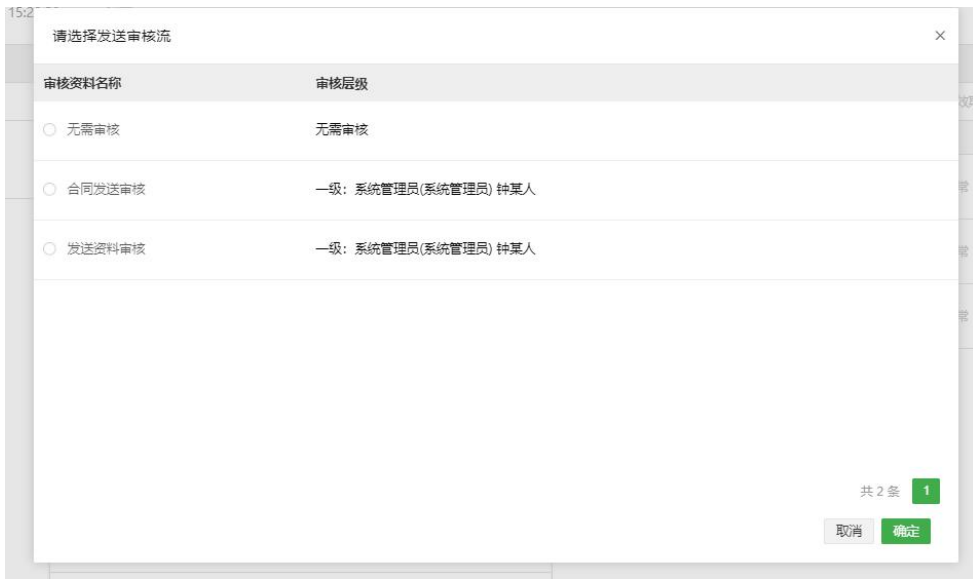 请选择发送审核流
审核资料名称 审核层级
无需审核 无需审核
合同发送审核 一级：系统管理员(系统管理员) 钟某人
发送资料审核 一级：系统管理员(系统管理员) 钟某人
常
常
常
共 2 条 1
取消 确定